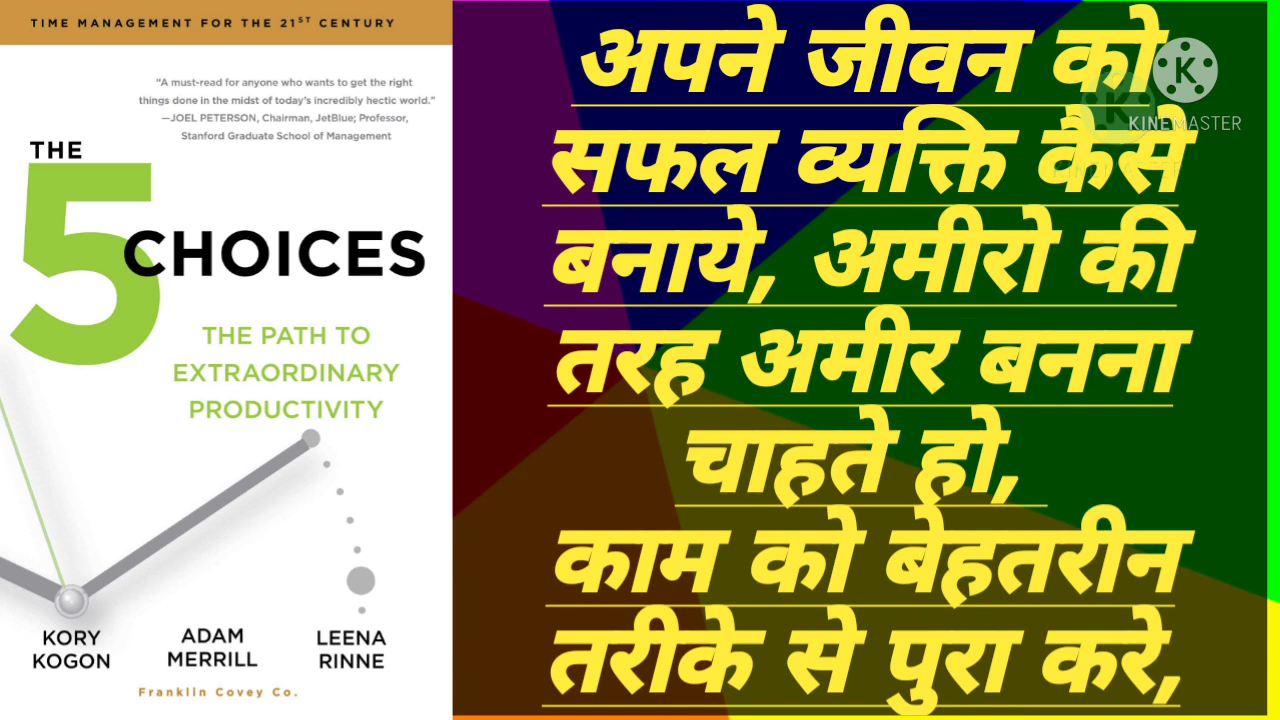 TIME MANAGEMENT FOR THE 21ST CENTURY
"A must-read for anyone who wants to get the right
things done in the midst of today's incredibly hectic world."
—JOEL PETERSON, Chairman, JetBlue; Professor,
Stanford Graduate School of Management
THE
5
CHOICES
THE PATH TO
EXTRAORDINARY
PRODUCTIVITY
KORY
KOGON
ADAM
MERRILL
LEENA
RINNE
Franklin Covey Co.
अपने जीवन को
सफल व्यक्ति कैसे
बनाये, अमीरो की
तरह अमीर बनना
चाहते हो,
काम को बेहतरीन
तरीके से पुरा करे,
K
KINEMASTER